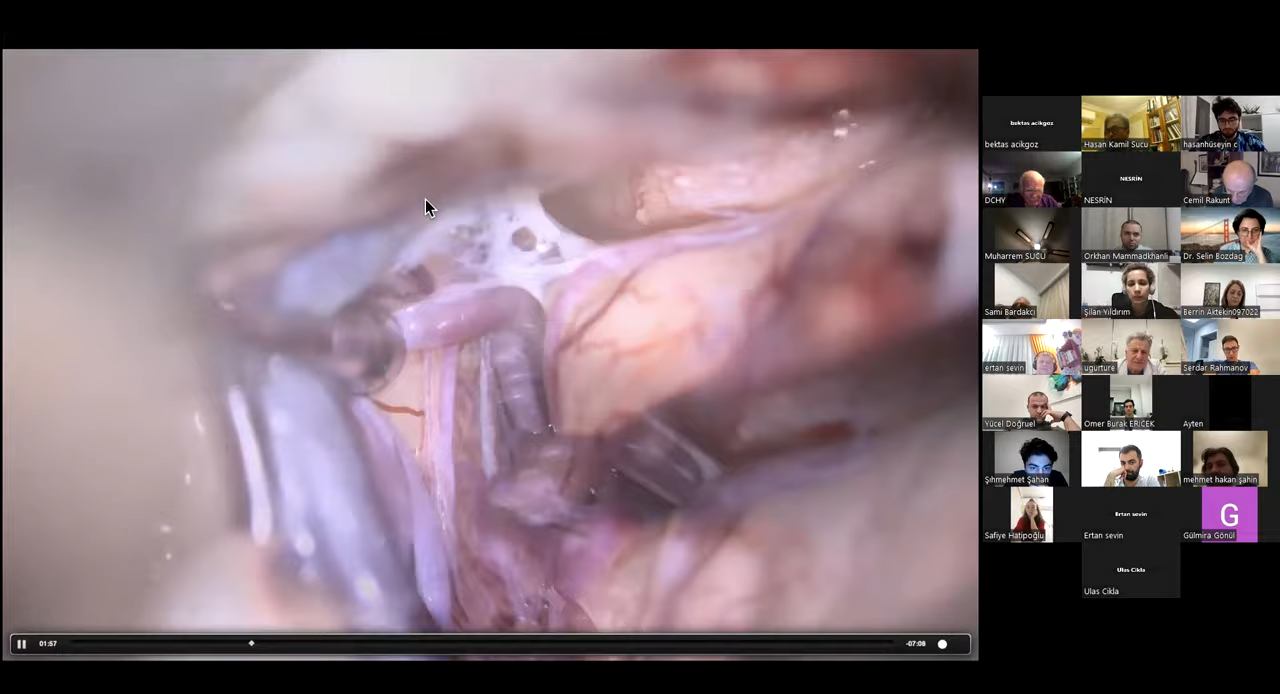 bektas acikgoz
bektas acikgoz
Hasan Kamil Sucu
hasanhüseyin c
DCHY
NESRİN
NESRİN
Cemil Rakunt
Muharrem SUCU
Orkhan Mammadkhanli
Dr. Selin Bozdag
Sami Bardakci
Şilan Yıldırım
Berrin Aktekin097022
ertan sevin
ugurture
Serdar Rahmanov
Yücel Doğruel
Omer Burak ERICEK
Ayten
Şıhmehmet Şahan
mehmet hakan şahin
Safiye Hatipoğlu
Ertan sevin
Ertan sevin
G
Gülmira Gönül
Ulas Cikla
Ulas Cikla
01:57
-07:08